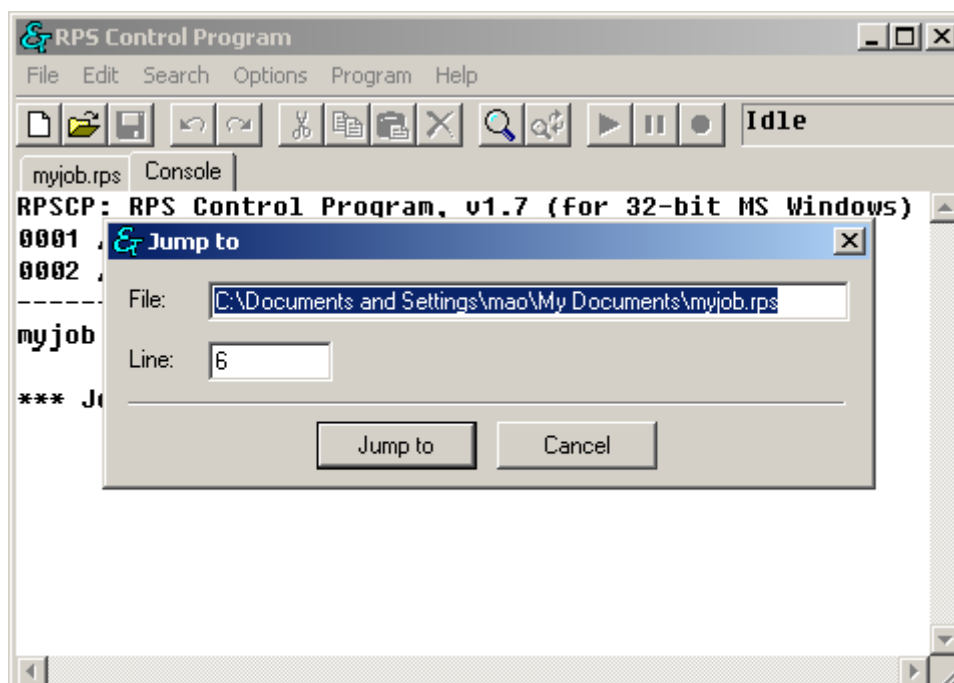 RPS Control Program
File Edit Search Options Program Help
Idle
myjob.rps Console
RPSCP: RPS Control Program, v1.7 (for 32-bit MS Windows)
0001
0002
Jump to
------
File: C:\Documents and Settings\mao\My Documents\myjob.rps
myjob
Line: 6
***
Jump to Cancel